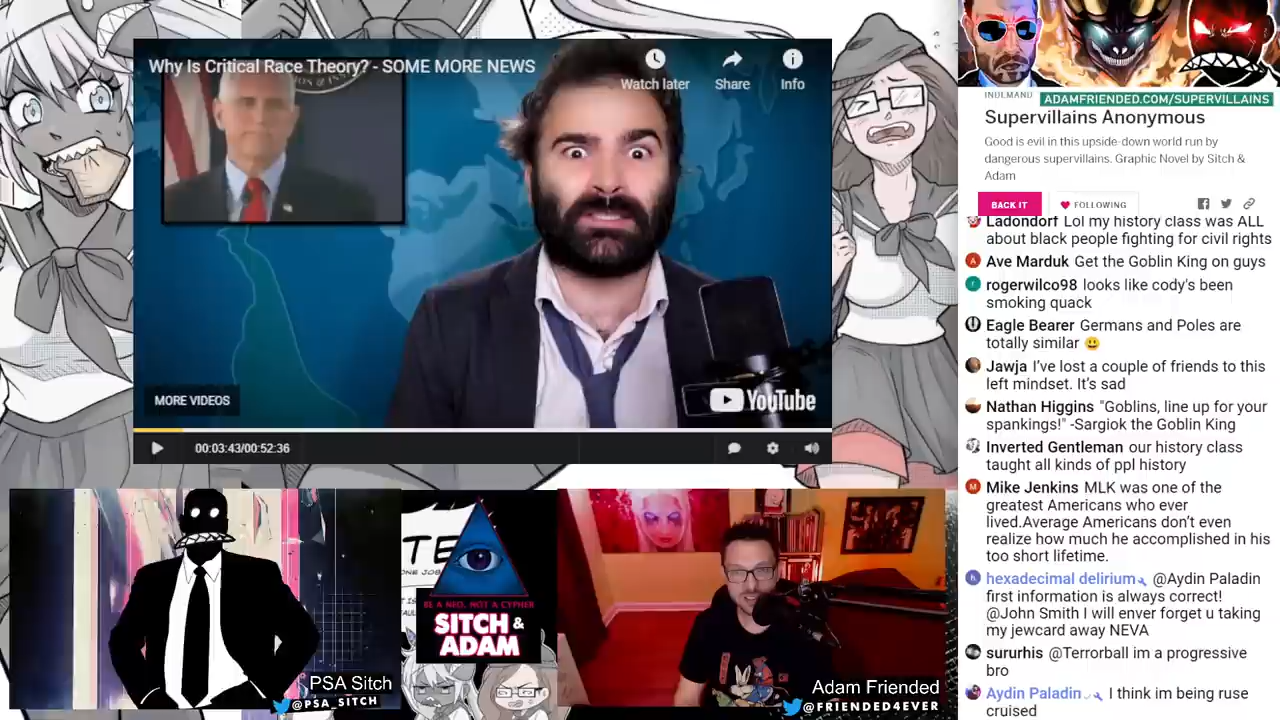 Why Is Critical Race Theory? - SOME MORE NEWS
Watch later
Share
Info
MORE VIDEOS
YouTube
00:03:43/00:52:36
INDEMAND
ADAMFRIENDED.COM/SUPERVILLAINS
Supervillains Anonymous
Good is evil in this upside-down world run by
dangerous supervillains. Graphic Novel by Sitch &
Adam
BACK IT
FOLLOWING
Ladondorf Lol my history class was ALL
about black people fighting for civil rights
Ave Marduk Get the Goblin King on guys
rogerwilco98 looks like cody's been
smoking quack
Eagle Bearer Germans and Poles are
totally similar 😃
Jawja I've lost a couple of friends to this
left mindset. It's sad
Nathan Higgins "Goblins, line up for your
spankings!" -Sargiok the Goblin King
Inverted Gentleman our history class
taught all kinds of ppl history
Mike Jenkins MLK was one of the
greatest Americans who ever
lived.Average Americans don't even
realize how much he accomplished in his
too short lifetime.
hexadecimal delirium @Aydin Paladin
first information is always correct!
@John Smith I will enver forget u taking
my jewcard away NEVA
sururhis @Terrorball im a progressive
bro
Aydin Paladin I think im being ruse
cruised
BE A NEO, NOT A CYPHER
SITCH &
ADAM
PSA Sitch
@PSA_SITCH
Adam Friended
@FRIENDED4EVER